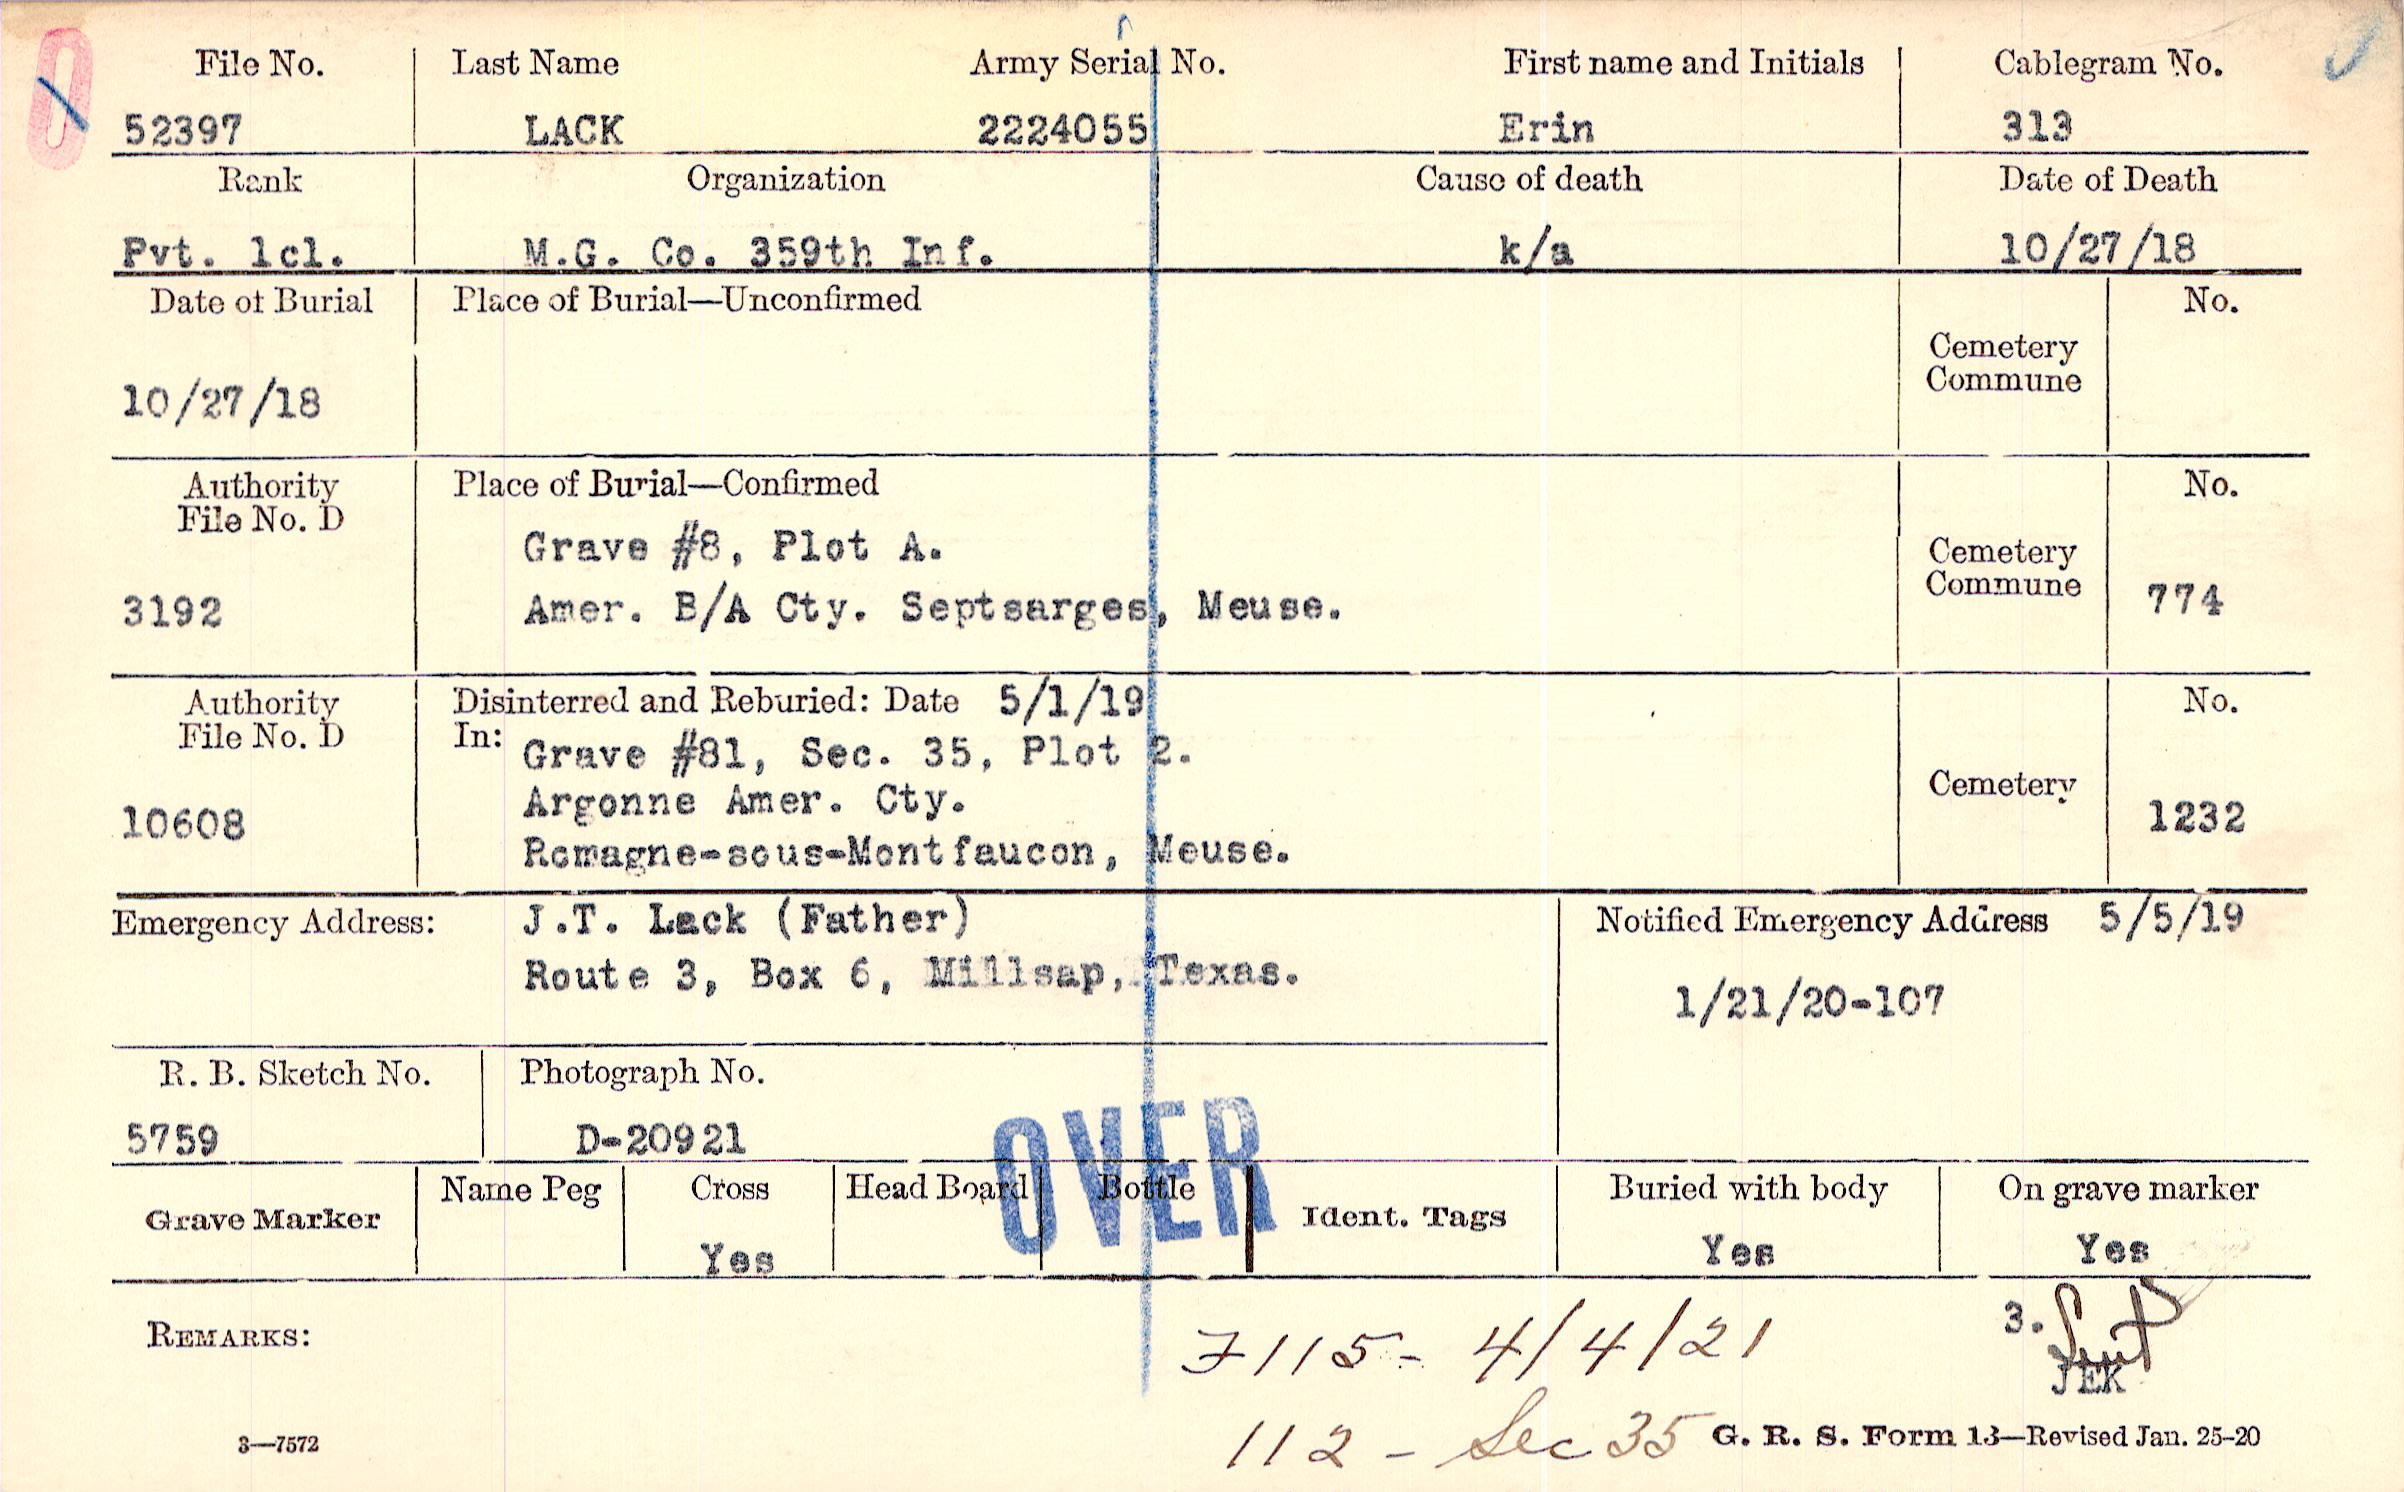 File No. Last Name Army Serial No. First name and Initials Cablegram No.
52397 LACK 2224055 Erin 313
Rank Organization Cause of death Date of Death
Pvt. 1cl. M.G. Co. 359th Inf. k/a 10/27/18
Date of Burial Place of Burial—Unconfirmed No.
Cemetery
Commune
10/27/18
Authority Place of Burial—Confirmed No.
File No. D
Grave #8, Plot A.
Cemetery
Commune
3192 Amer. B/A Cty. Septsarges, Meuse. 774
Authority Disinterred and Reburied: Date 5/1/19 No.
File No. D In: Grave #81, Sec. 35, Plot 2.
Cemetery
10608 Argonne Amer. Cty. 1232
Romagne-sous-Montfaucon, Meuse.
Emergency Address: J.T. Lack (Father) Notified Emergency Address 5/5/19
Route 3, Box 6, Millsap, Texas. 1/21/20-107
R. B. Sketch No. Photograph No.
5759 D-20921
OVER
Grave Marker Name Peg Cross Head Board Bottle Ident. Tags Buried with body On grave marker
Yes Yes Yes
REMARKS: 7115 - 4/4/21 3.
JEK
112 - Sec 35
3—7572 G. R. S. Form 13—Revised Jan. 25-20